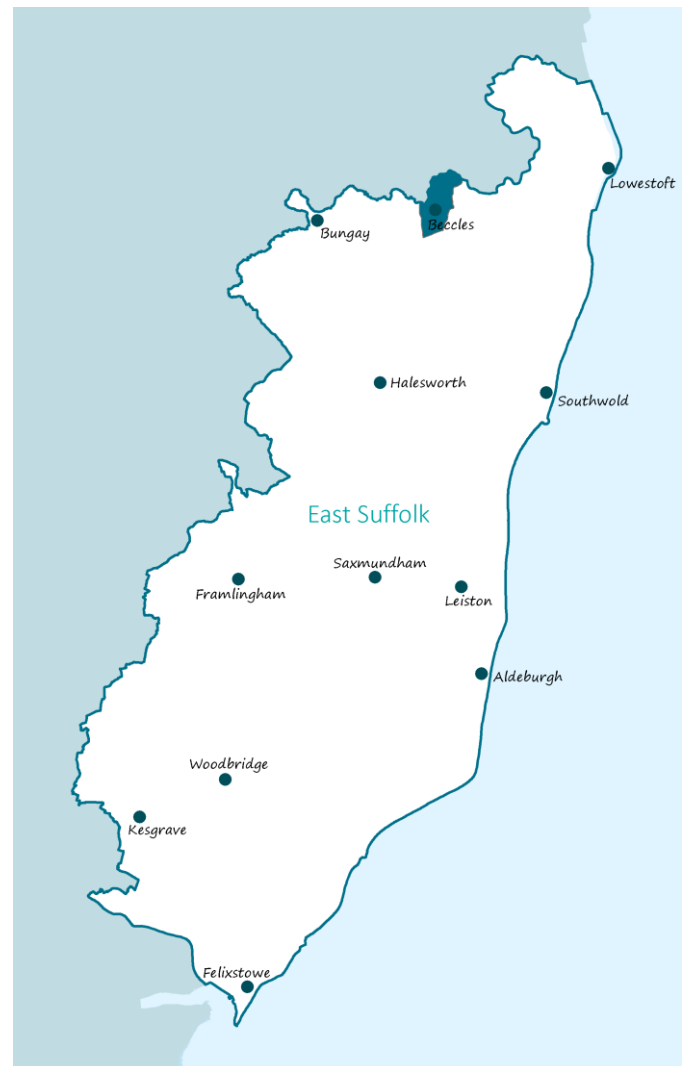 Lowestoft
Beccles
Bungay
Halesworth
Southwold
East Suffolk
Saxmundham
Framlingham
Leiston
Aldeburgh
Woodbridge
Kesgrave
Felixstowe